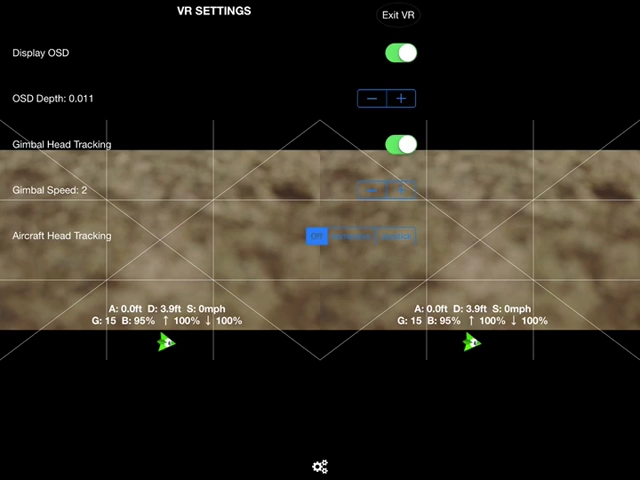 VR SETTINGS
Exit VR
Display OSD
OSD Depth: 0.011
Gimbal Head Tracking
Gimbal Speed: 2
Aircraft Head Tracking
Off
A: 0.0ft D: 3.9ft S: 0mph
G: 15 B: 95% ↑ 100% ↓ 100%
A: 0.0ft D: 3.9ft S: 0mph
G: 15 B: 95% ↑ 100% ↓ 100%